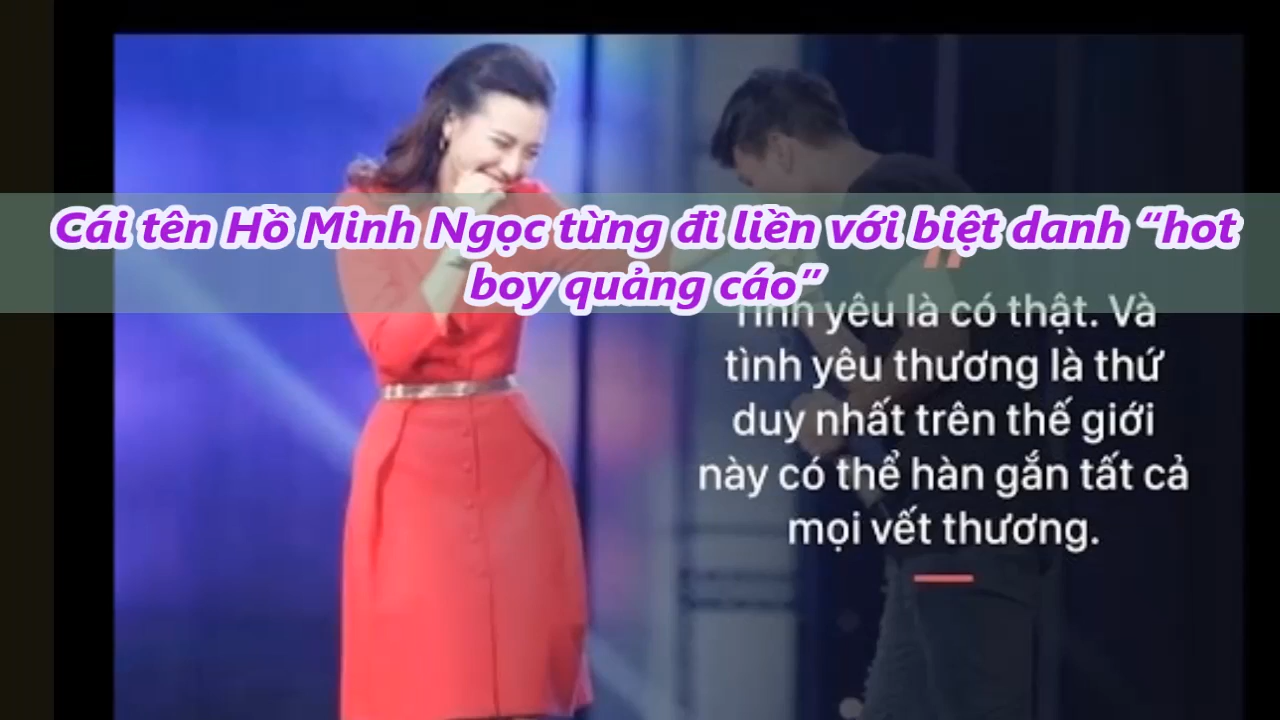 Cái tên Hồ Minh Ngọc từng đi liền với biệt danh “hot
boy quảng cáo”
Tình yêu là có thật. Và
tình yêu thương là thứ
duy nhất trên thế giới
này có thể hàn gắn tất cả
mọi vết thương.